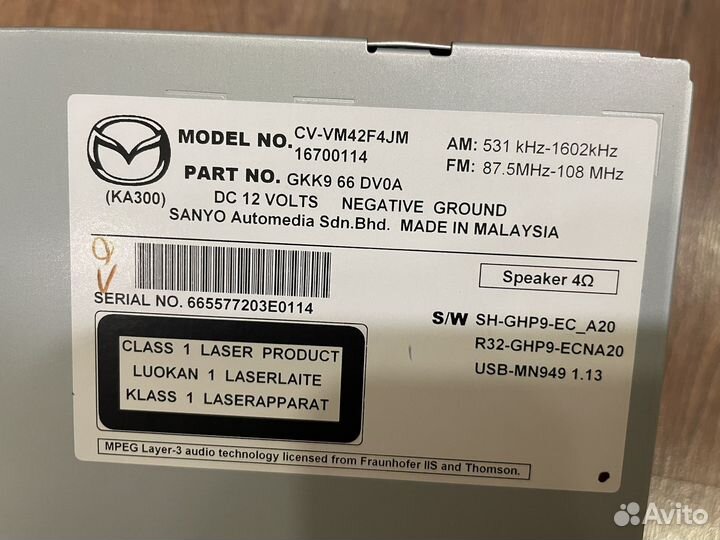 MODEL NO. CV-VM42F4JM
16700114
PART NO. GKK9 66 DV0A
(KA300)
DC 12 VOLTS NEGATIVE GROUND
SANYO Automedia Sdn.Bhd. MADE IN MALAYSIA
AM: 531 kHz-1602kHz
FM: 87.5MHz-108 MHz
SERIAL NO. 665577203E0114
Speaker 4Ω
S/W SH-GHP9-EC_A20
R32-GHP9-ECNA20
USB-MN949 1.13
CLASS 1 LASER PRODUCT
LUOKAN 1 LASERLAITE
KLASS 1 LASERAPPARAT
MPEG Layer-3 audio technology licensed from Fraunhofer IIS and Thomson.
Avito